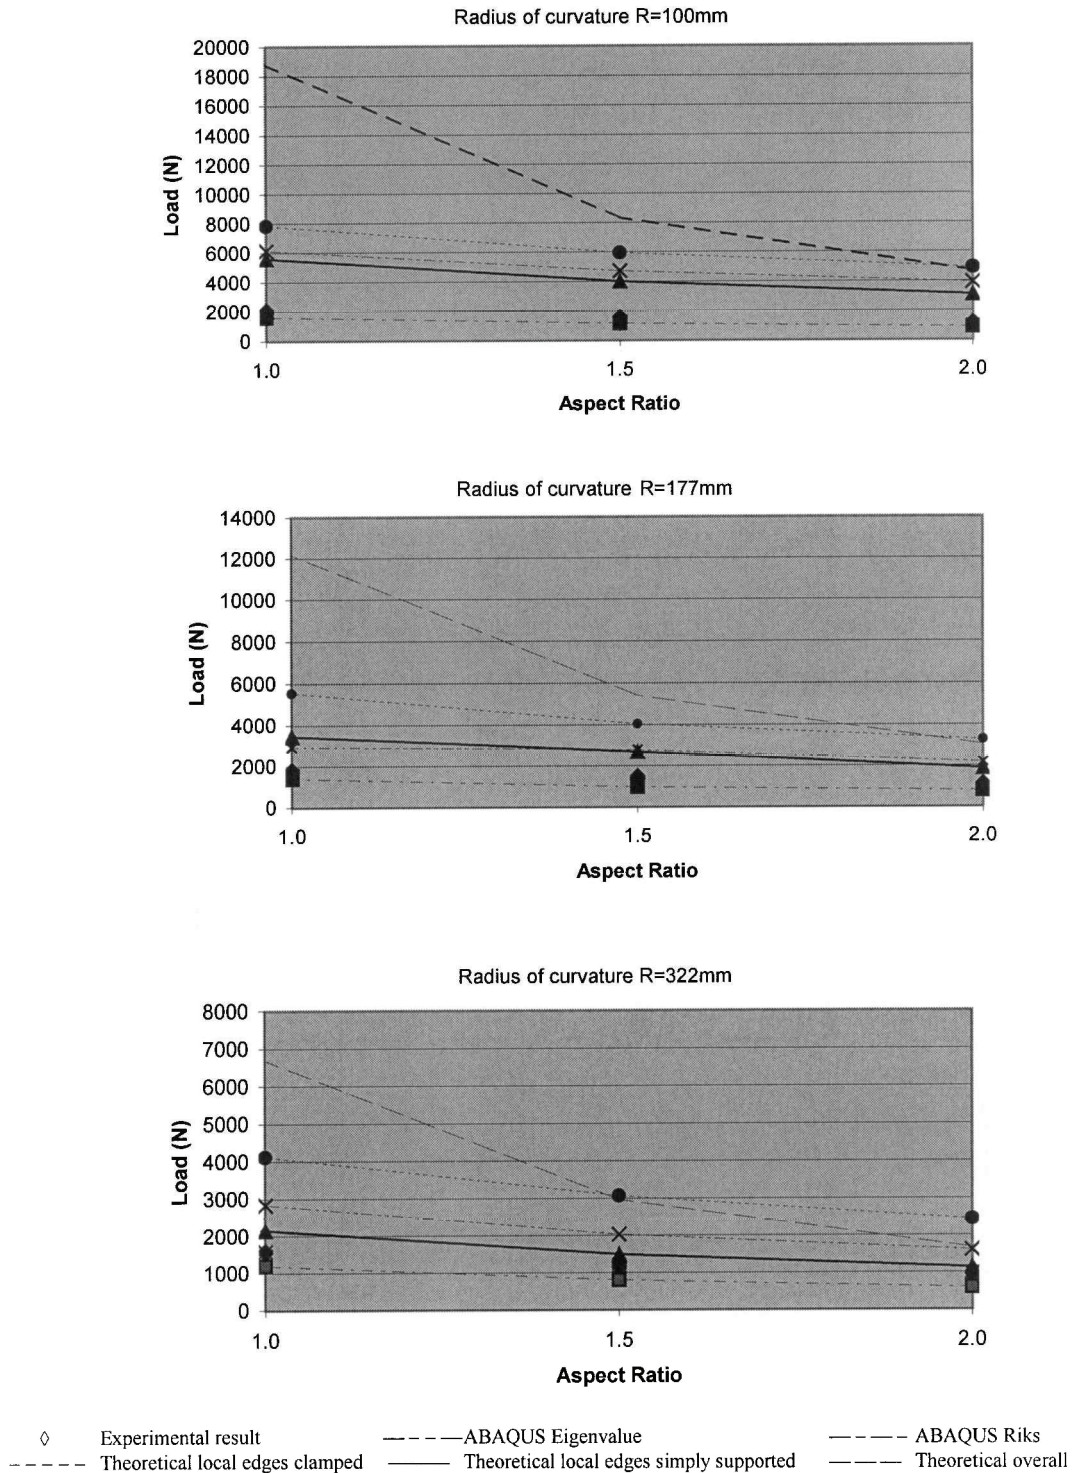 Radius of curvature R=100mm
20000
18000
16000
14000
12000
10000
8000
6000
4000
2000
0
Load (N)
1.0 1.5 2.0
Aspect Ratio
Radius of curvature R=177mm
14000
12000
10000
8000
6000
4000
2000
0
Load (N)
1.0 1.5 2.0
Aspect Ratio
Radius of curvature R=322mm
8000
7000
6000
5000
4000
3000
2000
1000
0
Load (N)
1.0 1.5 2.0
Aspect Ratio
Experimental result ABAQUS Eigenvalue ABAQUS Riks
Theoretical local edges clamped Theoretical local edges simply supported Theoretical overall